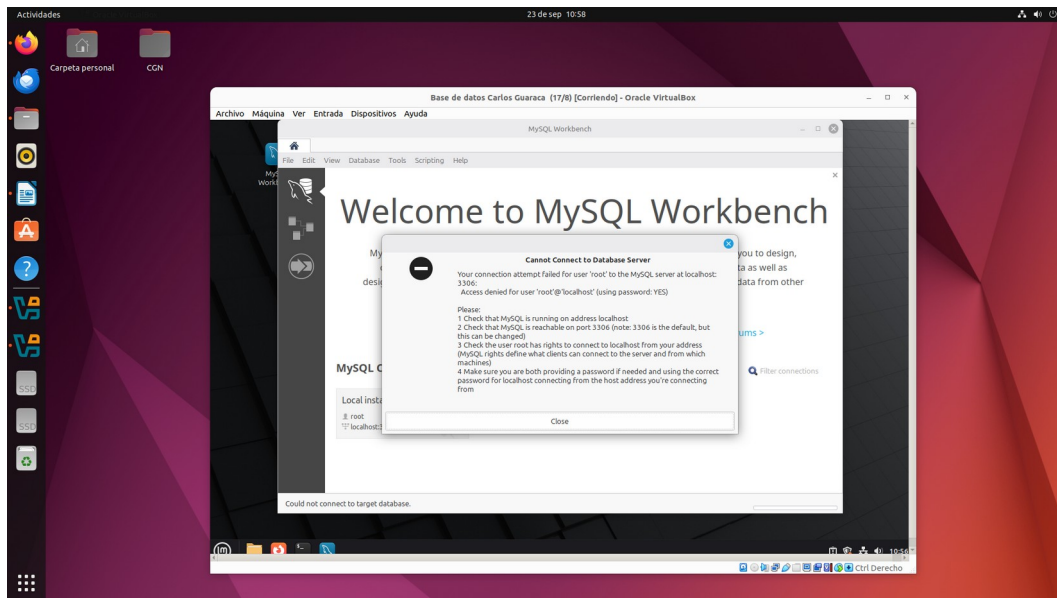 Actividades
23 de sep 10:58
Carpeta personal
CGN
Base de datos Carlos Guaraca (17/8) [Corriendo] - Oracle VirtualBox
Archivo Máquina Ver Entrada Dispositivos Ayuda
MySQL Workbench
File Edit View Database Tools Scripting Help
Welcome to MySQL Workbench
you to design,
ta as well as
desi
data from other
ums >
Cannot Connect to Database Server
Your connection attempt failed for user 'root' to the MySQL server at localhost:
3306:
Access denied for user 'root'@'localhost' (using password: YES)
Please:
1 Check that MySQL is running on address localhost
2 Check that MySQL is reachable on port 3306 (note: 3306 is the default, but
this can be changed)
3 Check the user root has rights to connect to localhost from your address
(MySQL rights define what clients can connect to the server and from which
machines)
4 Make sure you are both providing a password if needed and using the correct
password for localhost connecting from the host address you're connecting
from
Close
MySQL C
Filter connections
Local inst
root
localhost:
Could not connect to target database.
SSD
SSD
10:56
Ctrl Derecho